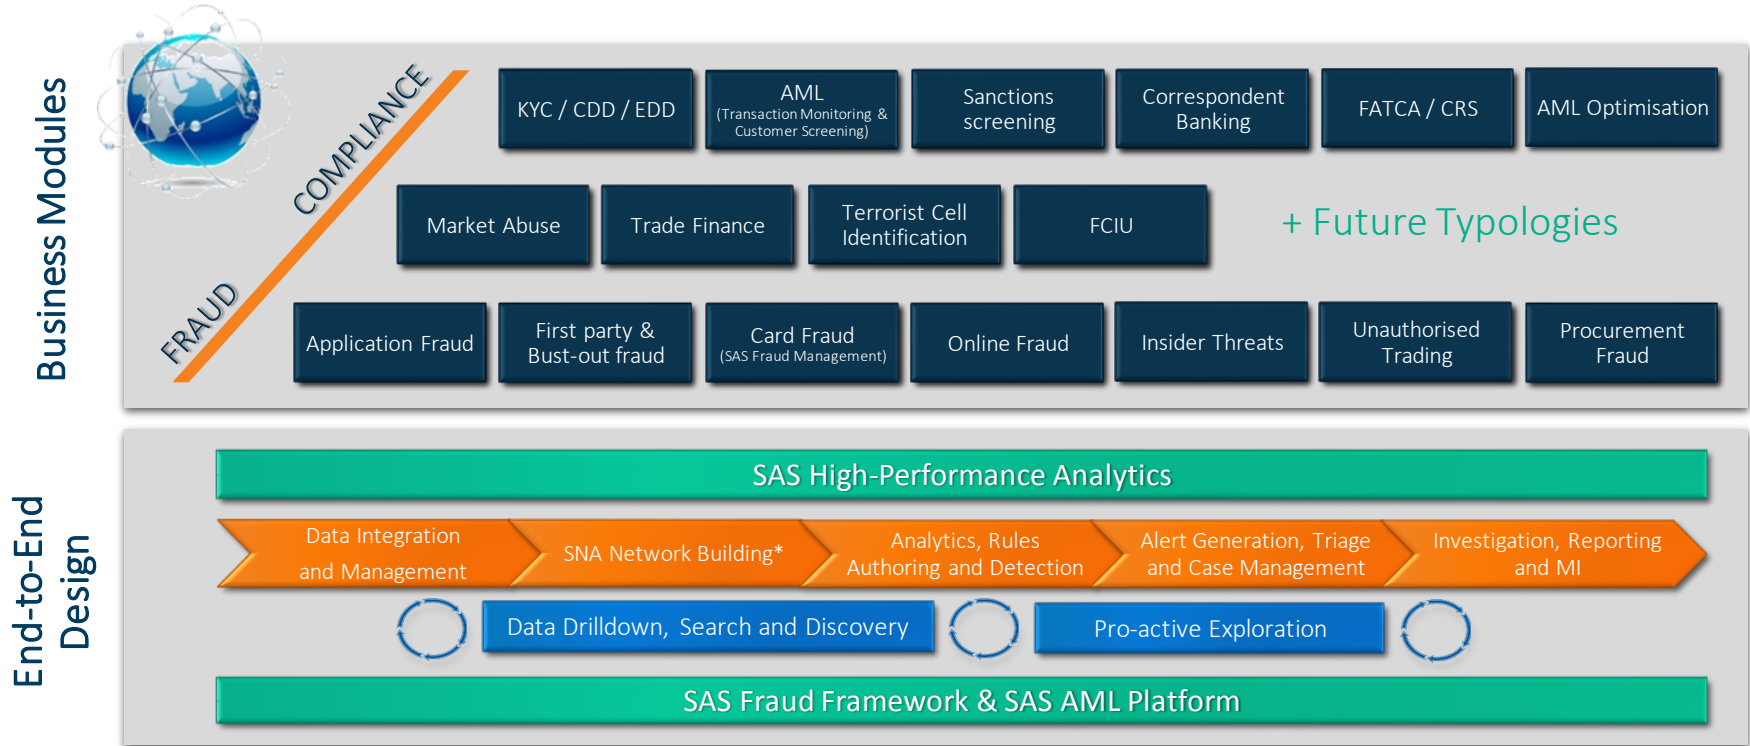 Business Modules
COMPLIANCE
FRAUD
KYC / CDD / EDD
AML
(Transaction Monitoring &
Customer Screening)
Sanctions
screening
Correspondent
Banking
FATCA / CRS
AML Optimisation
Market Abuse
Trade Finance
Terrorist Cell
Identification
FCIU
+ Future Typologies
Application Fraud
First party &
Bust-out fraud
Card Fraud
(SAS Fraud Management)
Online Fraud
Insider Threats
Unauthorised
Trading
Procurement
Fraud
End-to-End
Design
SAS High-Performance Analytics
Data Integration
and Management
SNA Network Building*
Analytics, Rules
Authoring and Detection
Alert Generation, Triage
and Case Management
Investigation, Reporting
and MI
Data Drilldown, Search and Discovery
Pro-active Exploration
SAS Fraud Framework & SAS AML Platform